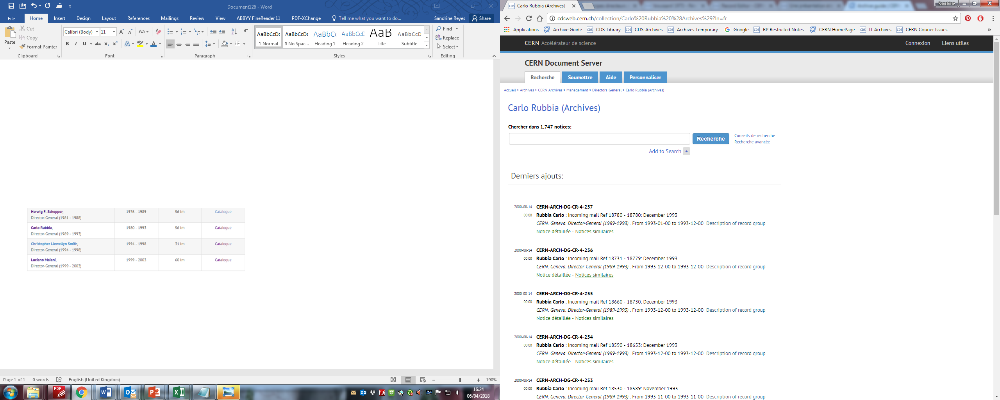 Document126 - Word
File
Home
Insert
Design
Layout
References
Mailings
Review
View
ABBYY FineReader 11
PDF-XChange
Tell me what you want to do...
Sandrine Reyes
Share
Paste
Cut
Copy
Format Painter
Calibri (Body)
11
AaBbCcDc
¶ Normal
AaBbCcDc
¶ No Spac...
AaBbCc
Heading 1
AaBbCcD
Heading 2
AaB
Title
AaBbCcD
Subtitle
Find
Replace
Select
Clipboard
Font
Paragraph
Styles
Editing
Herwig F. Schopper,
Director-General (1981 - 1988)
1976 - 1989
56 lm
Catalogue
Carlo Rubbia,
Director-General (1989 - 1993)
1980 - 1993
56 lm
Catalogue
Christopher Llewellyn Smith,
Director-General (1994 - 1998)
1994 - 1998
31 lm
Catalogue
Luciano Maiani,
Director-General (1999 - 2003)
1999 - 2003
60 lm
Catalogue
Page 1 of 1
0 words
English (United Kingdom)
190%
PDF
16:24
06/04/2018
Carlo Rubbia (Archives) -
Sandrine
cdsweb.cern.ch/collection/Carlo%20Rubbia%20%28Archives%29?ln=fr
Applications
Archive Guide
CDS-Library
CDS-Archives
Archives Temporary
Google
RP Restricted Notes
CERN HomePage
IT Archives
CERN Courier Issues
CERN Accélérateur de science
Connexion
Liens utiles
CERN Document Server
Recherche
Soumettre
Aide
Personnaliser
Accueil > Archives > CERN Archives > Management > Directors-General > Carlo Rubbia (Archives)
Carlo Rubbia (Archives)
Chercher dans 1,747 notices:
Recherche
Conseils de recherche
Recherche avancée
Add to Search +
Derniers ajouts:
2000-08-14 CERN-ARCH-DG-CR-4-257
00:00 Rubbia Carlo : Incoming mail Ref 18780 - 18780: December 1993
CERN. Geneva. Director-General (1989-1993) . From 1993-01-00 to 1993-12-00 Description of record group
Notice détaillée - Notices similaires
2000-08-14 CERN-ARCH-DG-CR-4-256
00:00 Rubbia Carlo : Incoming mail Ref 18731 - 18779: December 1993
CERN. Geneva. Director-General (1989-1993) . From 1993-12-00 to 1993-12-00 Description of record group
Notice détaillée - Notices similaires
2000-08-14 CERN-ARCH-DG-CR-4-255
00:00 Rubbia Carlo : Incoming mail Ref 18660 - 18730: December 1993
CERN. Geneva. Director-General (1989-1993) . From 1993-12-00 to 1993-12-00 Description of record group
Notice détaillée - Notices similaires
2000-08-14 CERN-ARCH-DG-CR-4-254
00:00 Rubbia Carlo : Incoming mail Ref 18590 - 18653: December 1993
CERN. Geneva. Director-General (1989-1993) . From 1993-12-00 to 1993-12-00 Description of record group
Notice détaillée - Notices similaires
2000-08-14 CERN-ARCH-DG-CR-4-253
00:00 Rubbia Carlo : Incoming mail Ref 18530 - 18589: November 1993
CERN. Geneva. Director-General (1989-1993) . From 1993-11-00 to 1993-11-00 Description of record group